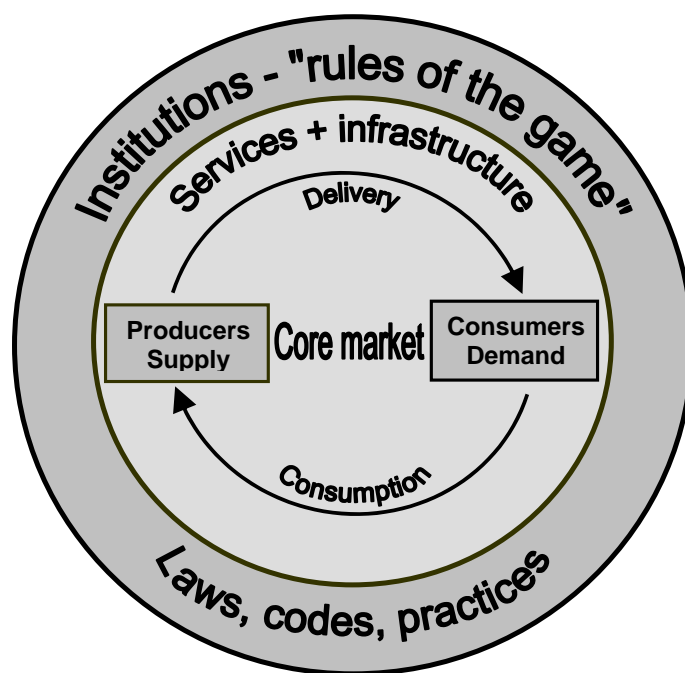 Institutions - "rules of the game"
Services + infrastructure
Delivery
Producers
Supply
Core market
Consumers
Demand
Consumption
Laws, codes, practices